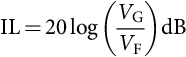 IL = 20 log (V_G / V_F) dB